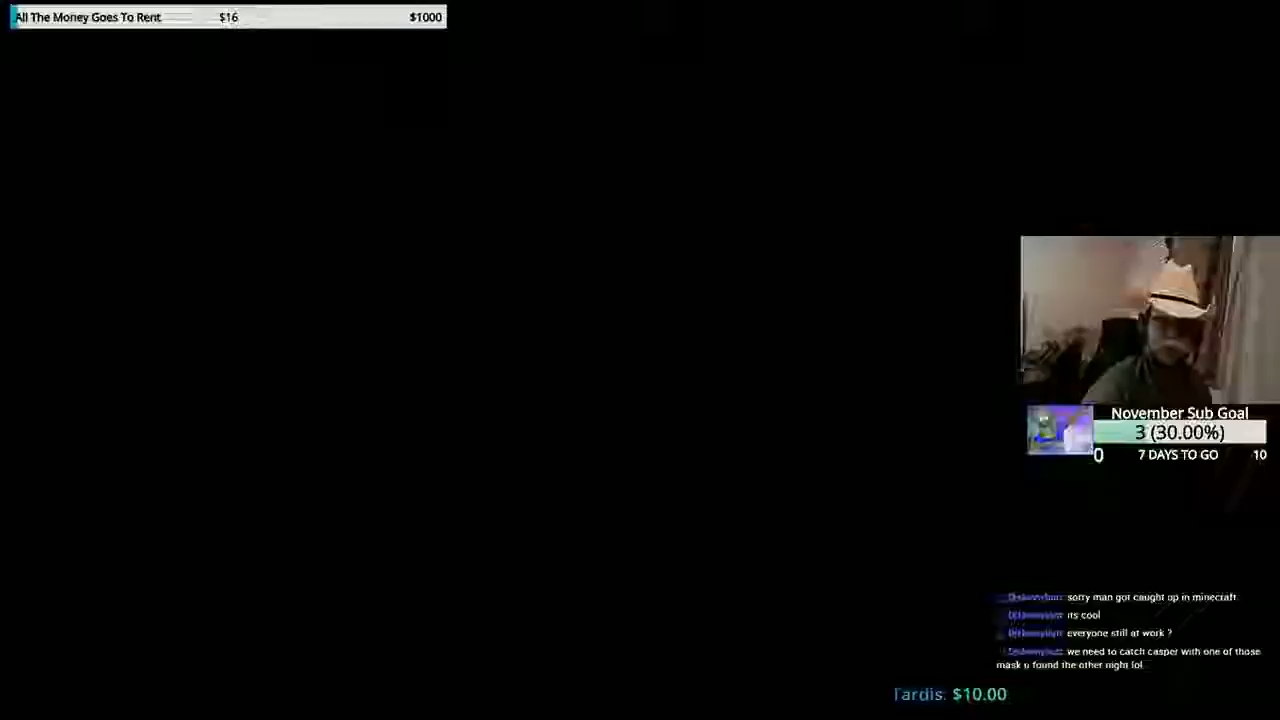 All The Money Goes To Rent $16 $1000
November Sub Goal
3 (30.00%)
0 7 DAYS TO GO 10
sorry man got caught up in minecraft
its cool
everyone still at work ?
we need to catch casper with one of those
mask u found the other night lol
Tardis: $10.00